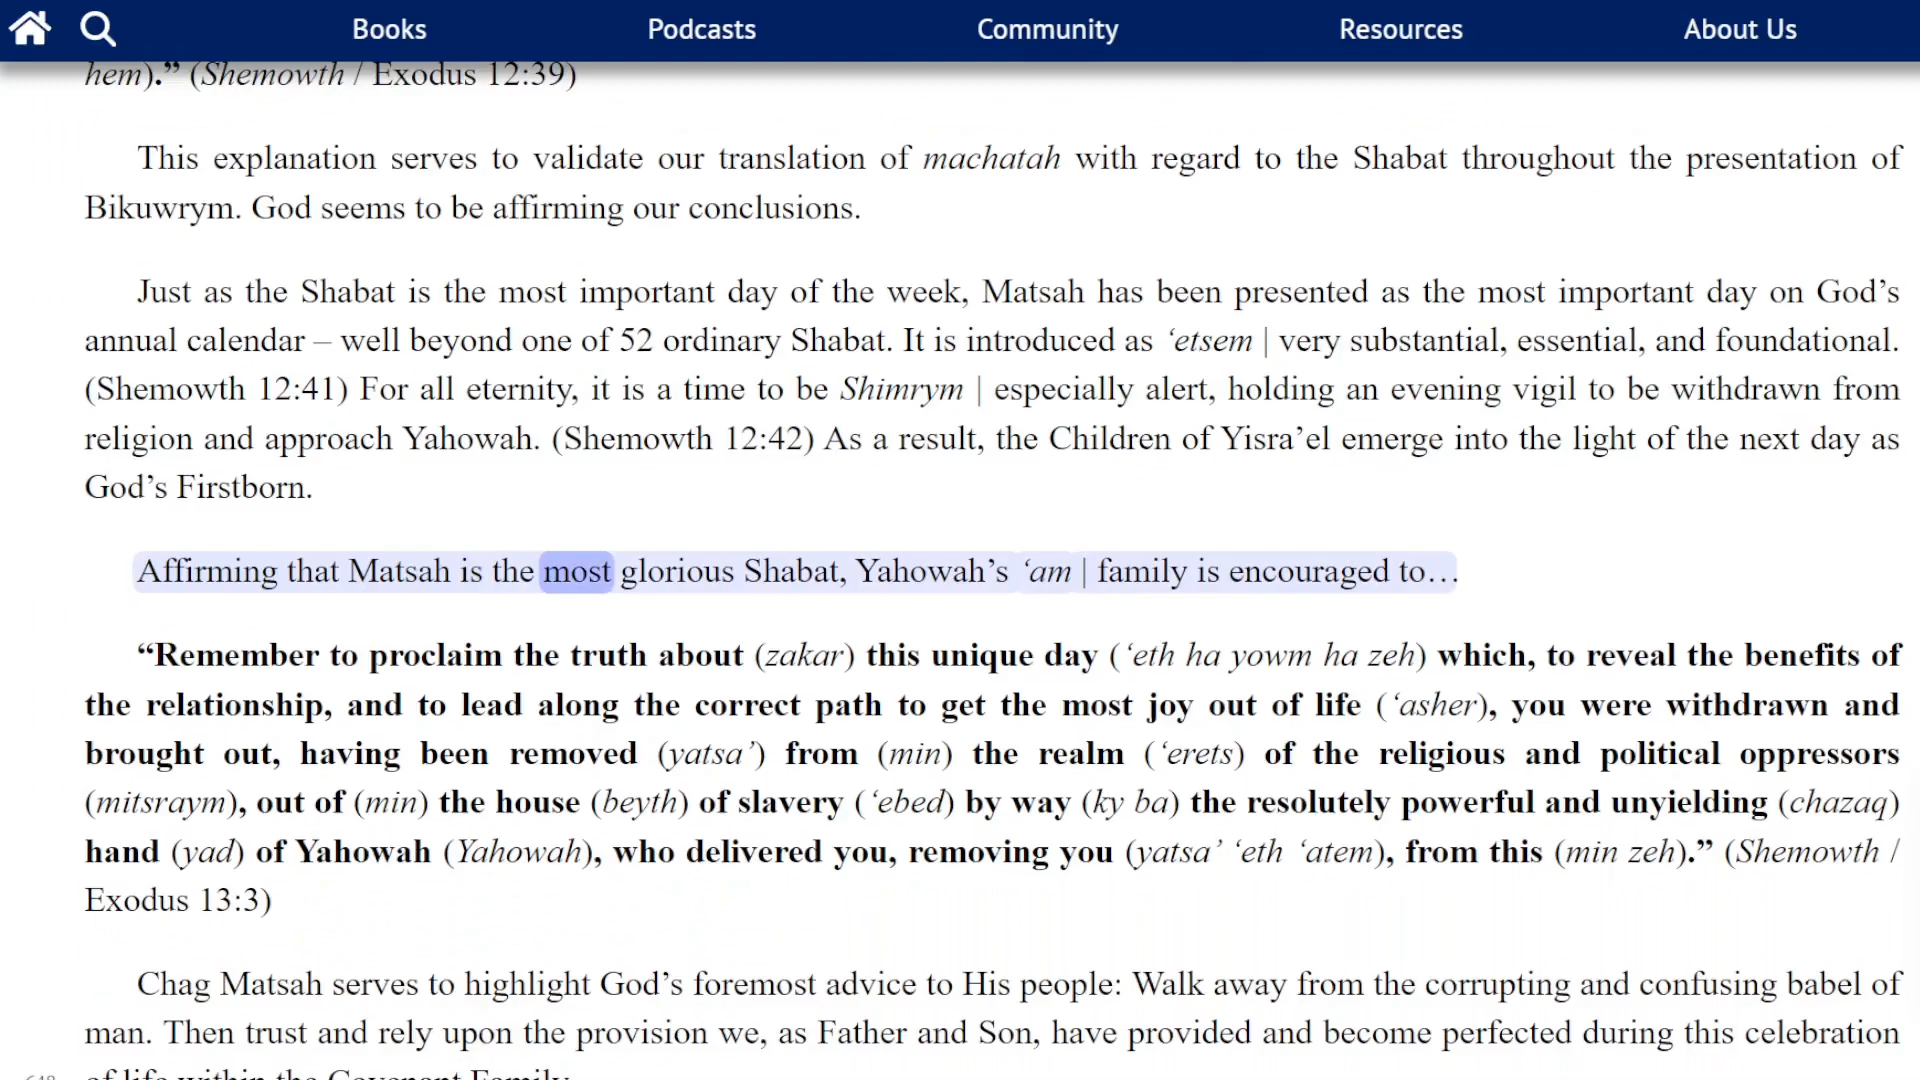 Books Podcasts Community Resources About Us
hem).” (Shemowth / Exodus 12:39)
This explanation serves to validate our translation of machatah with regard to the Shabat throughout the presentation of
Bikuwrym. God seems to be affirming our conclusions.
Just as the Shabat is the most important day of the week, Matsah has been presented as the most important day on God’s
annual calendar – well beyond one of 52 ordinary Shabat. It is introduced as ‘etsem | very substantial, essential, and foundational.
(Shemowth 12:41) For all eternity, it is a time to be Shimrym | especially alert, holding an evening vigil to be withdrawn from
religion and approach Yahowah. (Shemowth 12:42) As a result, the Children of Yisra’el emerge into the light of the next day as
God’s Firstborn.
Affirming that Matsah is the most glorious Shabat, Yahowah’s ‘am | family is encouraged to…
“Remember to proclaim the truth about (zakar) this unique day (‘eth ha yowm ha zeh) which, to reveal the benefits of
the relationship, and to lead along the correct path to get the most joy out of life (‘asher), you were withdrawn and
brought out, having been removed (yatsa’) from (min) the realm (‘erets) of the religious and political oppressors
(mitsraym), out of (min) the house (beyth) of slavery (‘ebed) by way (ky ba) the resolutely powerful and unyielding (chazaq)
hand (yad) of Yahowah (Yahowah), who delivered you, removing you (yatsa’ ‘eth ‘atem), from this (min zeh).” (Shemowth /
Exodus 13:3)
Chag Matsah serves to highlight God’s foremost advice to His people: Walk away from the corrupting and confusing babel of
man. Then trust and rely upon the provision we, as Father and Son, have provided and become perfected during this celebration
of life within the Covenant Family.